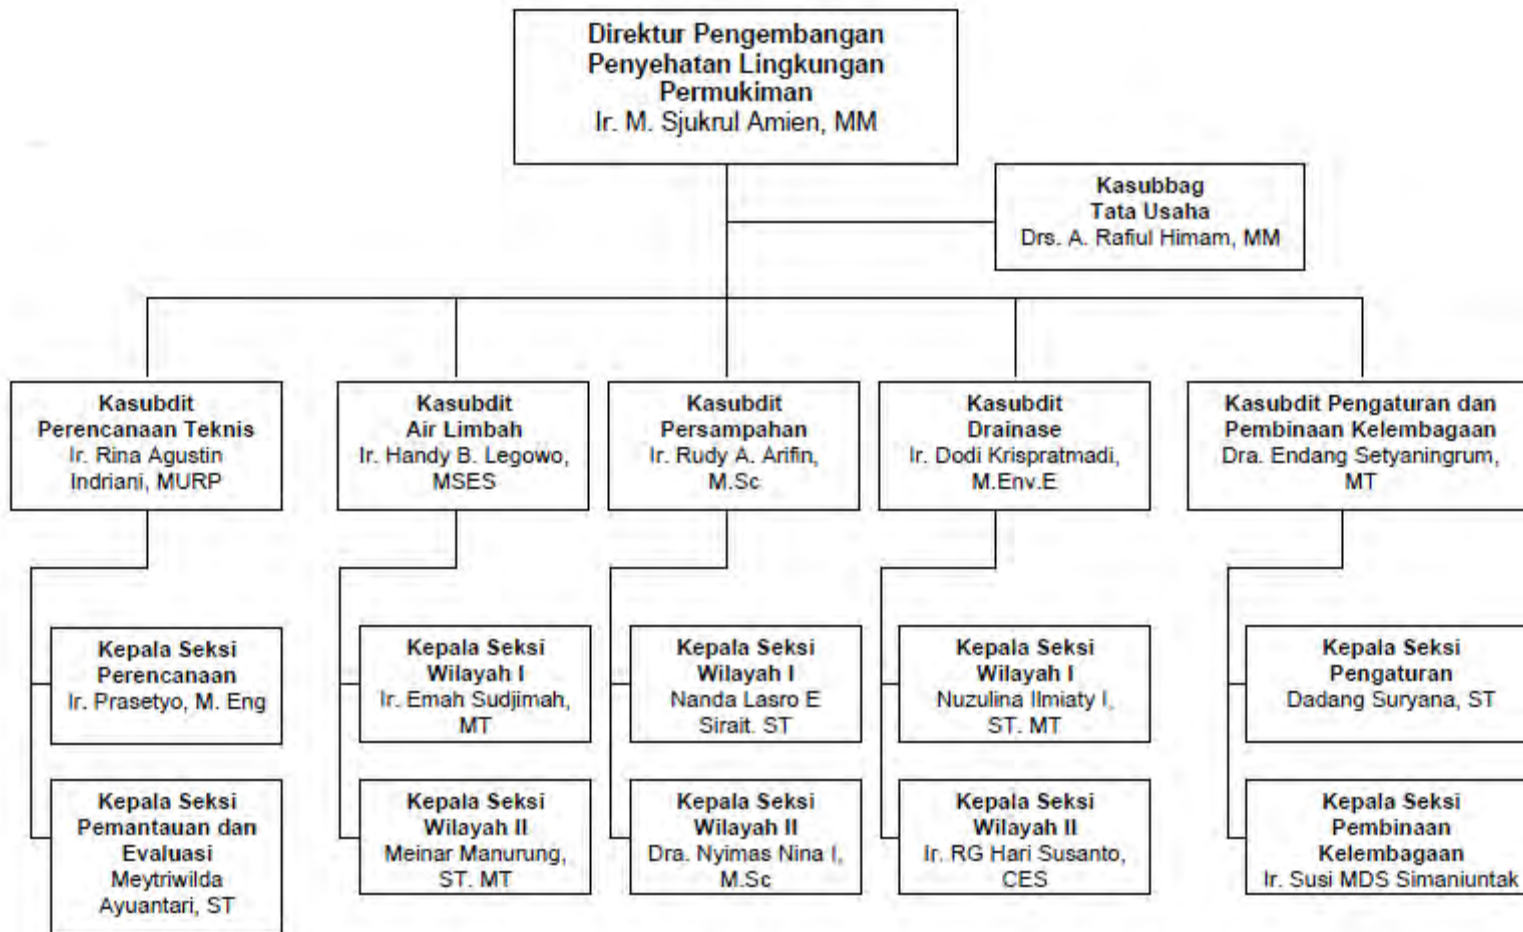 Direktur Pengembangan
Penyehatan Lingkungan
Permukiman
Ir. M. Sjukrul Amien, MM
Kasubbag
Tata Usaha
Drs. A. Rafiul Himam, MM
Kasubdit
Perencanaan Teknis
Ir. Rina Agustin
Indriani, MURP
Kasubdit
Air Limbah
Ir. Handy B. Legowo,
MSES
Kasubdit
Persampahan
Ir. Rudy A. Arifin,
M.Sc
Kasubdit
Drainase
Ir. Dodi Krispratmadi,
M.Env.E
Kasubdit Pengaturan dan
Pembinaan Kelembagaan
Dra. Endang Setyaningrum,
MT
Kepala Seksi
Perencanaan
Ir. Prasetyo, M. Eng
Kepala Seksi
Wilayah I
Ir. Emah Sudjimah,
MT
Kepala Seksi
Wilayah I
Nanda Lasro E
Sirait. ST
Kepala Seksi
Wilayah I
Nuzulina Ilmiaty I,
ST. MT
Kepala Seksi
Pengaturan
Dadang Suryana, ST
Kepala Seksi
Pemantauan dan
Evaluasi
Meytriwilda
Ayuantari, ST
Kepala Seksi
Wilayah II
Meinar Manurung,
ST. MT
Kepala Seksi
Wilayah II
Dra. Nyimas Nina I,
M.Sc
Kepala Seksi
Wilayah II
Ir. RG Hari Susanto,
CES
Kepala Seksi
Pembinaan
Kelembagaan
Ir. Susi MDS Simaniuntak